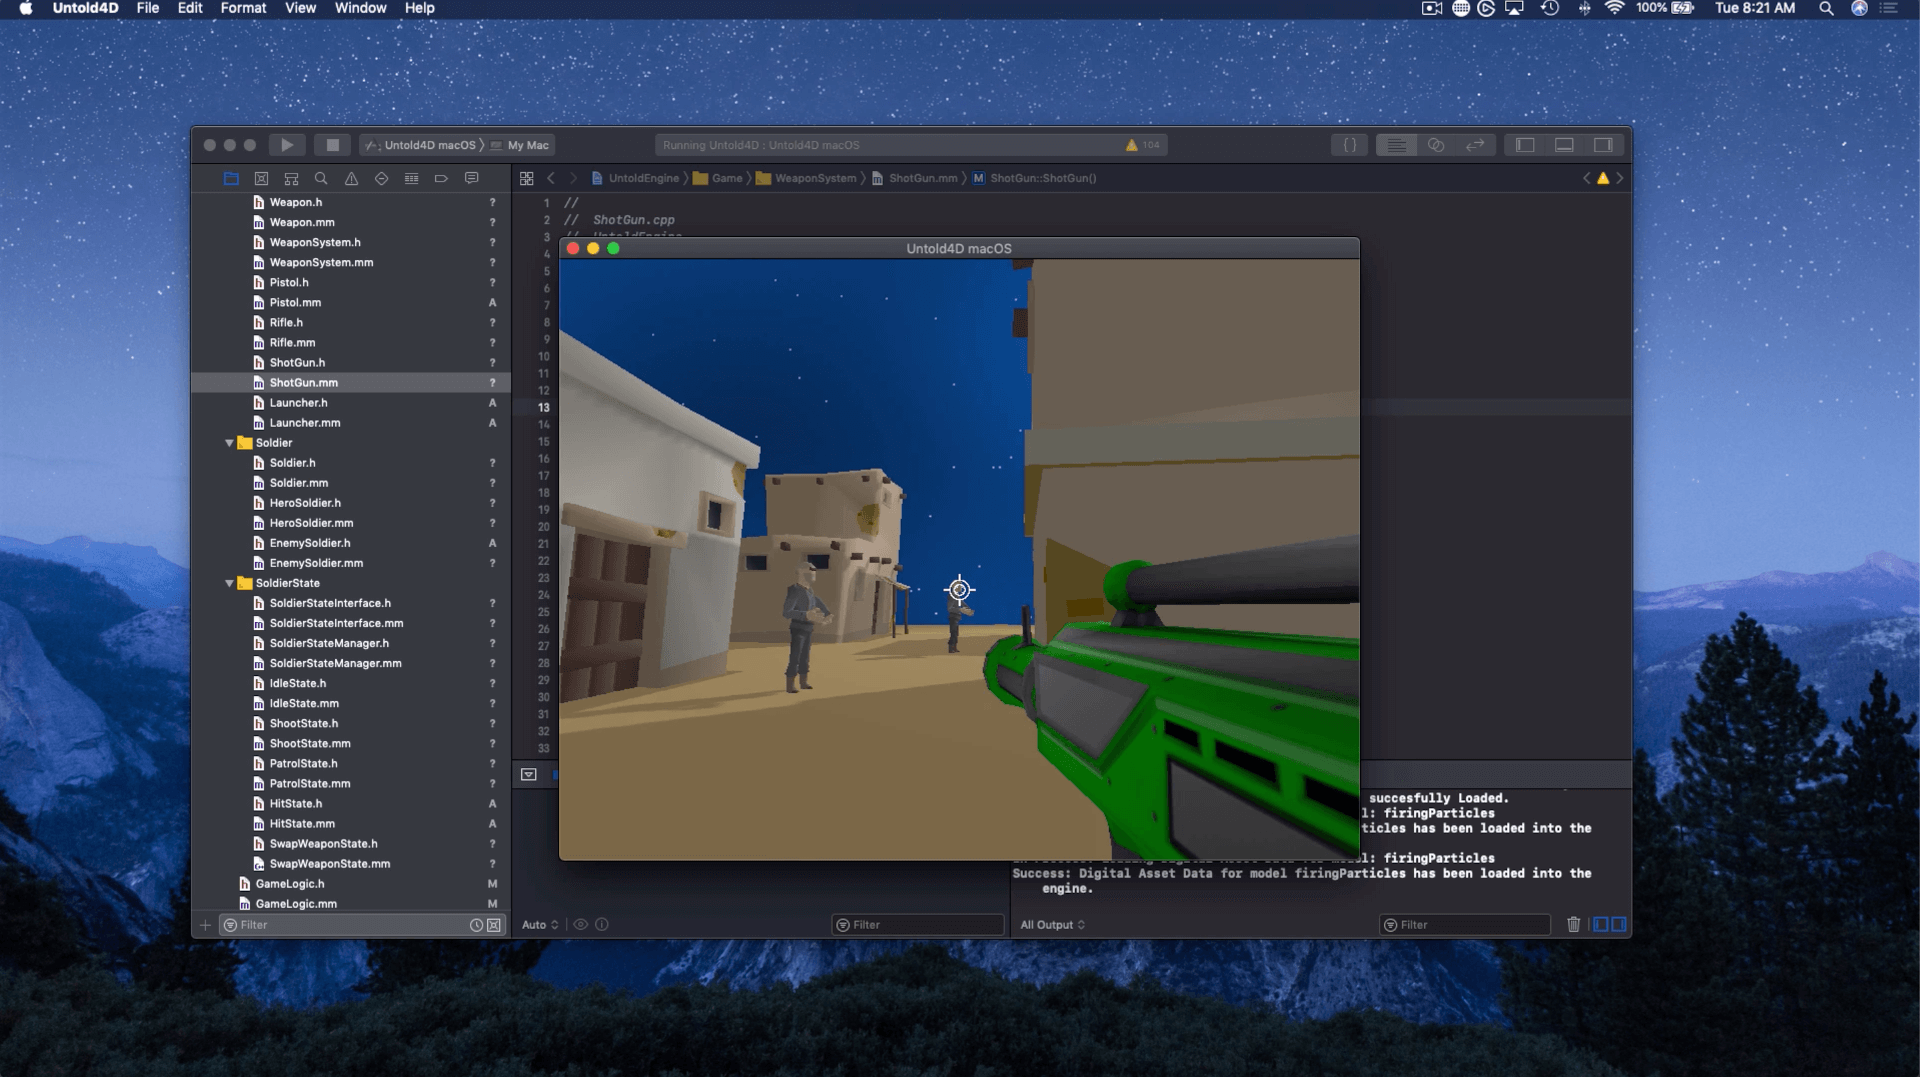 Untold4D File Edit Format View Window Help 100% Tue 8:21 AM
Untold4D macOS My Mac Running Untold4D : Untold4D macOS 104
UntoldEngine Game WeaponSystem ShotGun.mm M ShotGun::ShotGun()
Weapon.h ?
Weapon.mm ?
WeaponSystem.h ?
WeaponSystem.mm ?
Pistol.h ?
Pistol.mm A
Rifle.h ?
Rifle.mm ?
ShotGun.h ?
ShotGun.mm ?
Launcher.h A
Launcher.mm A
Soldier
Soldier.h ?
Soldier.mm ?
HeroSoldier.h ?
HeroSoldier.mm ?
EnemySoldier.h A
EnemySoldier.mm ?
SoldierState
SoldierStateInterface.h ?
SoldierStateInterface.mm ?
SoldierStateManager.h ?
SoldierStateManager.mm ?
IdleState.h ?
IdleState.mm ?
ShootState.h ?
ShootState.mm ?
PatrolState.h ?
PatrolState.mm ?
HitState.h A
HitState.mm A
SwapWeaponState.h ?
SwapWeaponState.mm ?
GameLogic.h M
GameLogic.mm M
Filter
1 //
2 // ShotGun.cpp
3 // UntoldEngine
4
5
6
7
8
9
10
11
12
13
14
15
16
17
18
19
20
21
22
23
24
25
26
27
28
29
30
31
32
33
Untold4D macOS
succesfully Loaded.
l: firingParticles
ticles has been loaded into the
model: firingParticles
Success: Digital Asset Data for model firingParticles has been loaded into the
engine.
Auto Filter All Output Filter